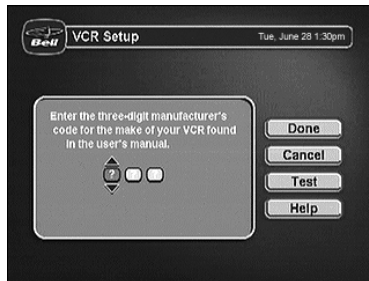 Bell
VCR Setup
Tue, June 28 1:30pm
Enter the three-digit manufacturer's
code for the make of your VCR found
in the user's manual.
? ? ?
Done
Cancel
Test
Help